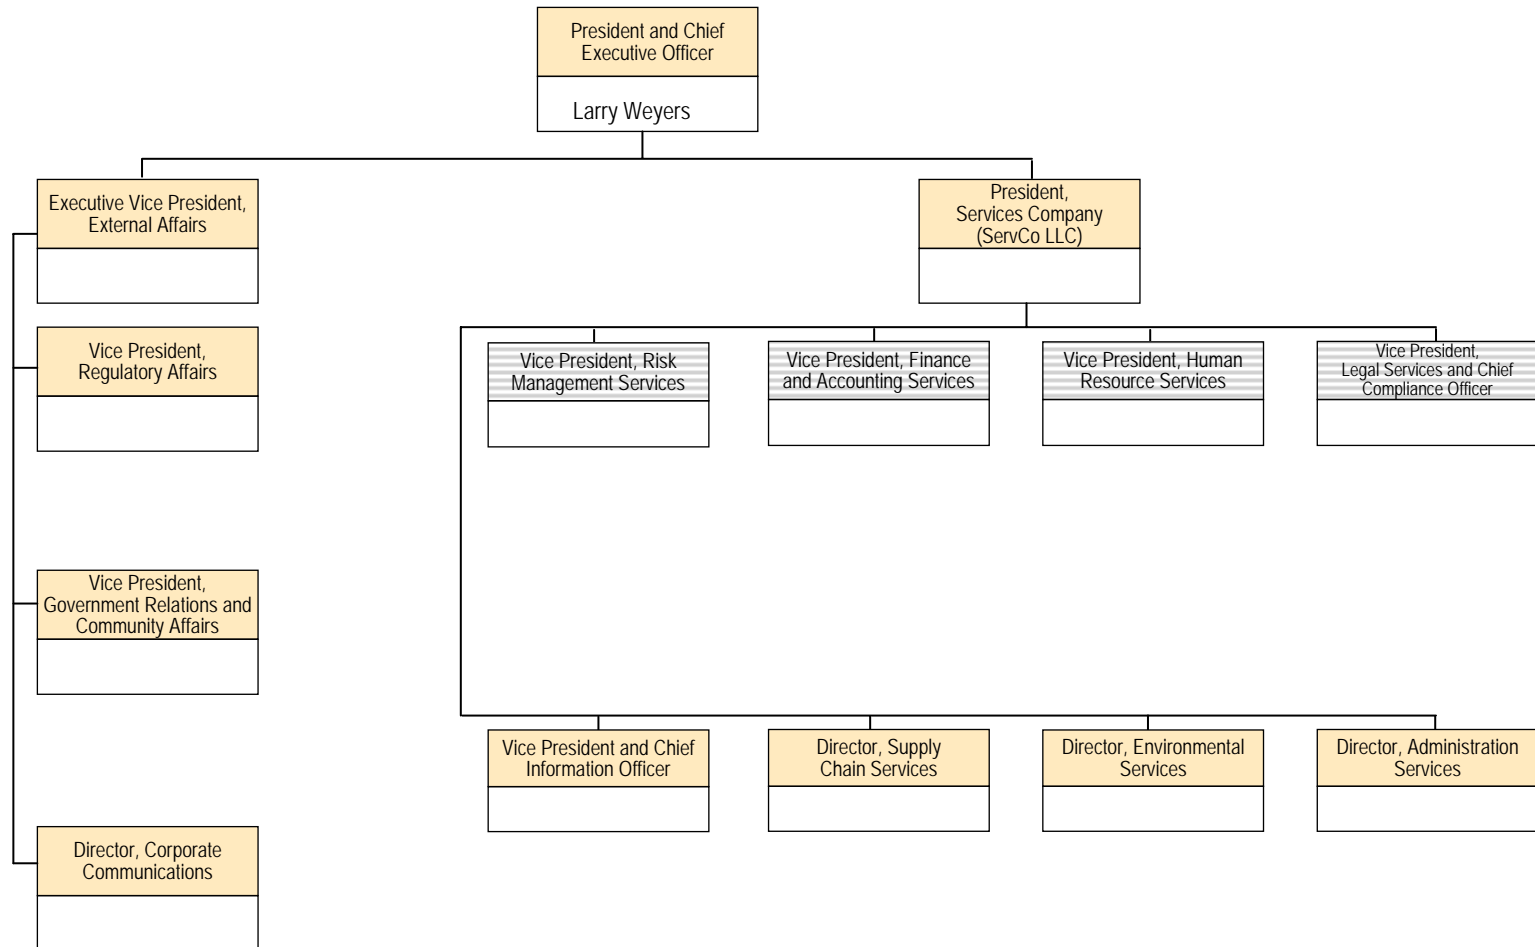 President and Chief
Executive Officer
Larry Weyers
Executive Vice President,
External Affairs
President,
Services Company
(ServCo LLC)
Vice President,
Regulatory Affairs
Vice President, Risk
Management Services
Vice President, Finance
and Accounting Services
Vice President, Human
Resource Services
Vice President,
Legal Services and Chief
Compliance Officer
Vice President,
Government Relations and
Community Affairs
Vice President and Chief
Information Officer
Director, Supply
Chain Services
Director, Environmental
Services
Director, Administration
Services
Director, Corporate
Communications